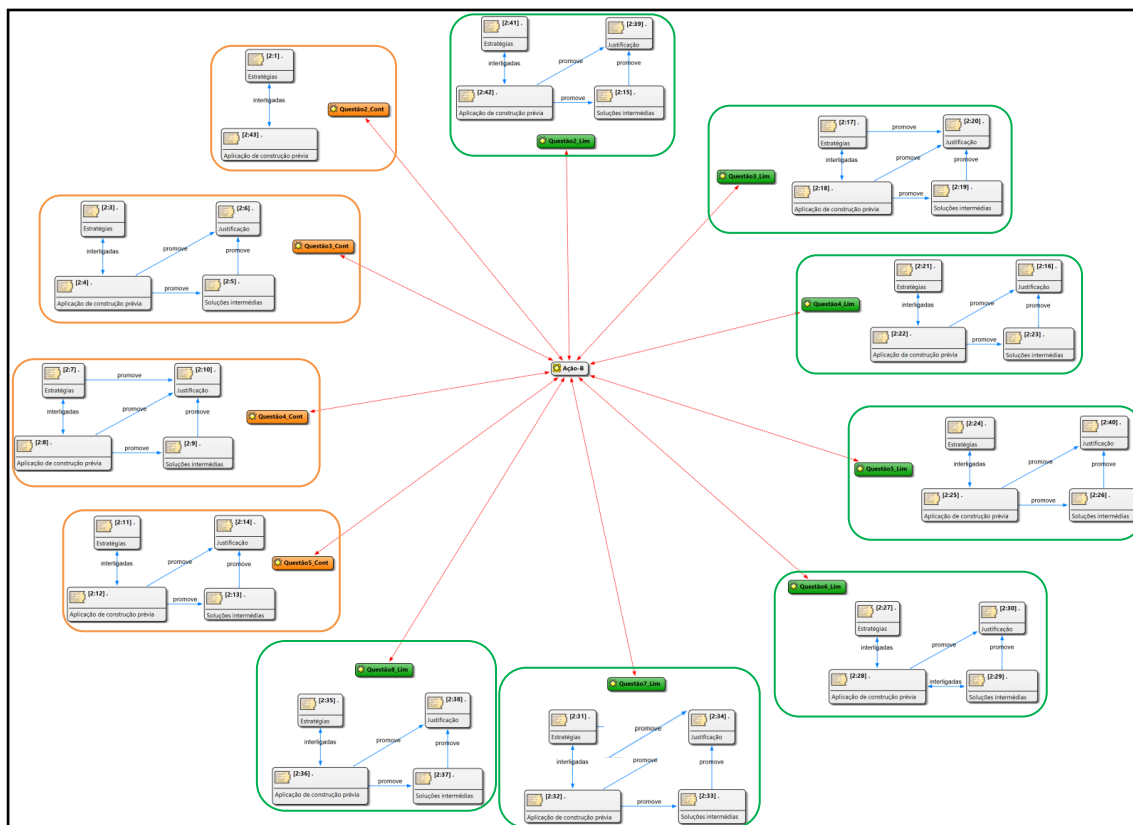 [2:1] .
Estratégias
interligadas
[2:43] .
Aplicação de construção prévia
Questão2_Cont
[2:41] .
Estratégias
[2:39] .
Justificação
promove
promove
interligadas
[2:42] .
Aplicação de construção prévia
promove
[2:15] .
Soluções intermédias
Questão2_Lim
[2:17] .
Estratégias
promove
[2:20] .
Justificação
interligadas
promove
promove
[2:18] .
Aplicação de construção prévia
promove
[2:19] .
Soluções intermédias
Questão3_Lim
[2:3] .
Estratégias
[2:6] .
Justificação
interligadas
promove
promove
[2:4] .
Aplicação de construção prévia
promove
[2:5] .
Soluções intermédias
Questão3_Cont
[2:21] .
Estratégias
[2:16] .
Justificação
interligadas
promove
promove
[2:22] .
Aplicação da construção prévia
promove
[2:23] .
Soluções intermédias
Questão4_Lim
Ação-B
[2:7] .
Estratégias
promove
[2:10] .
Justificação
interligadas
promove
promove
[2:8] .
Aplicação de construção prévia
promove
[2:9] .
Soluções intermédias
Questão4_Cont
[2:24] .
Estratégias
[2:40] .
Justificação
interligadas
promove
promove
[2:25] .
Aplicação de construção prévia
promove
[2:26] .
Soluções intermédias
Questão5_Lim
[2:11] .
Estratégias
[2:14] .
Justificação
interligadas
promove
promove
[2:12] .
Aplicação de construção prévia
promove
[2:13] .
Soluções intermédias
Questão5_Cont
Questão6_Lim
[2:27] .
Estratégias
[2:30] .
Justificação
interligadas
promove
promove
[2:28] .
Aplicação de construção prévia
interligadas
[2:29] .
Soluções intermédias
Questão8_Lim
[2:35] .
Estratégias
[2:38] .
Justificação
interligadas
promove
promove
[2:36] .
Aplicação de construção prévia
promove
[2:37] .
Soluções intermédias
Questão7_Lim
[2:31] .
Estratégias
promove
[2:34] .
Justificação
interligadas
promove
promove
[2:32] .
Aplicação de construção prévia
promove
[2:33] .
Soluções intermédias